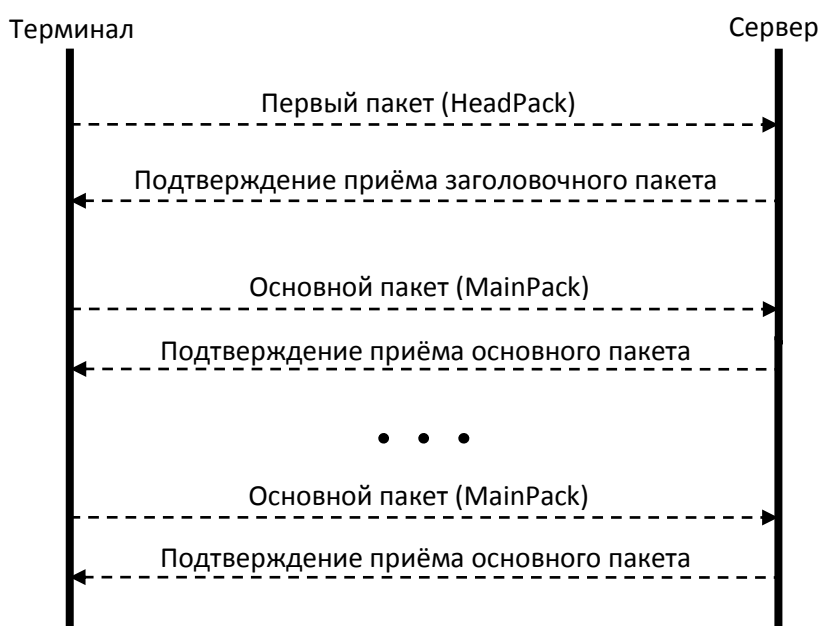 Терминал
Сервер
Первый пакет (HeadPack)
Подтверждение приёма заголовочного пакета
Основной пакет (MainPack)
Подтверждение приёма основного пакета
• • •
Основной пакет (MainPack)
Подтверждение приёма основного пакета